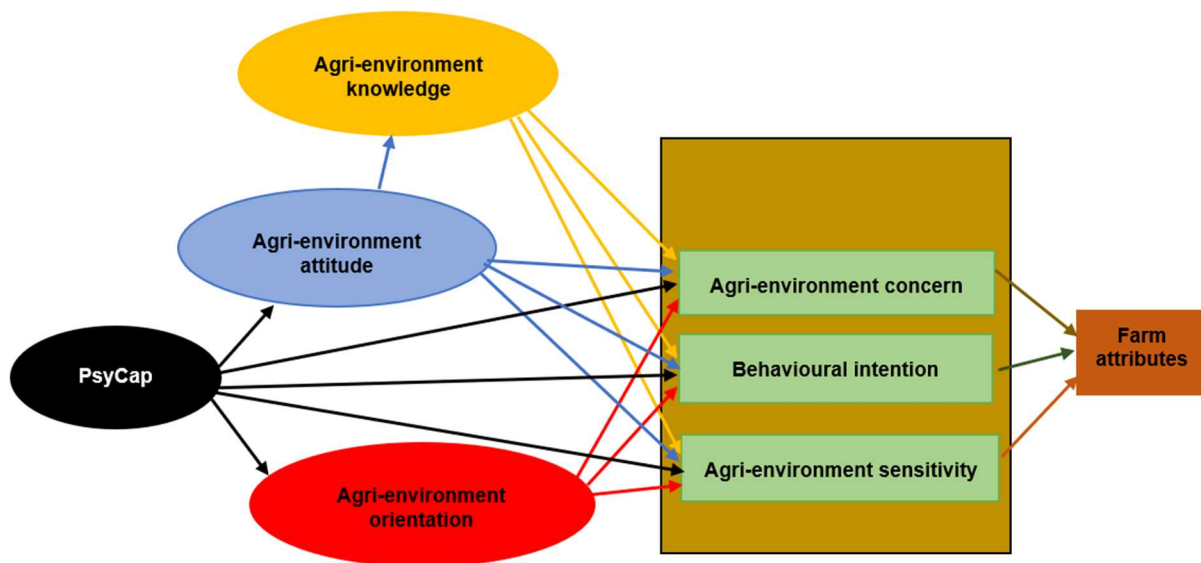 Agri-environment
knowledge
Agri-environment
attitude
PsyCap
Agri-environment
orientation
Agri-environment concern
Behavioural intention
Agri-environment sensitivity
Farm
attributes